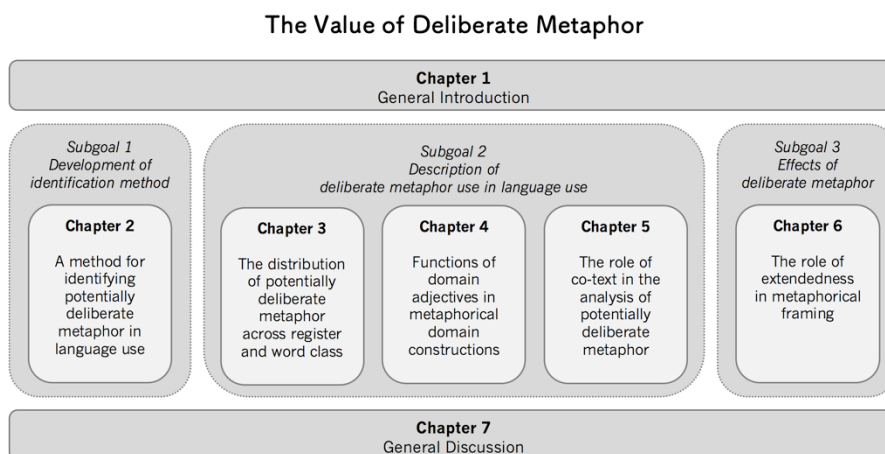 The Value of Deliberate Metaphor
Chapter 1
General Introduction
Subgoal 1
Development of
identification method
Chapter 2
A method for
identifying
potentially
deliberate
metaphor in
language use
Subgoal 2
Description of
deliberate metaphor use in language use
Chapter 3
The distribution
of potentially
deliberate
metaphor
across register
and word class
Chapter 4
Functions of
domain
adjectives in
metaphorical
domain
constructions
Chapter 5
The role of
co-text in the
analysis of
potentially
deliberate
metaphor
Subgoal 3
Effects of
deliberate metaphor
Chapter 6
The role of
extendedness
in metaphorical
framing
Chapter 7
General Discussion